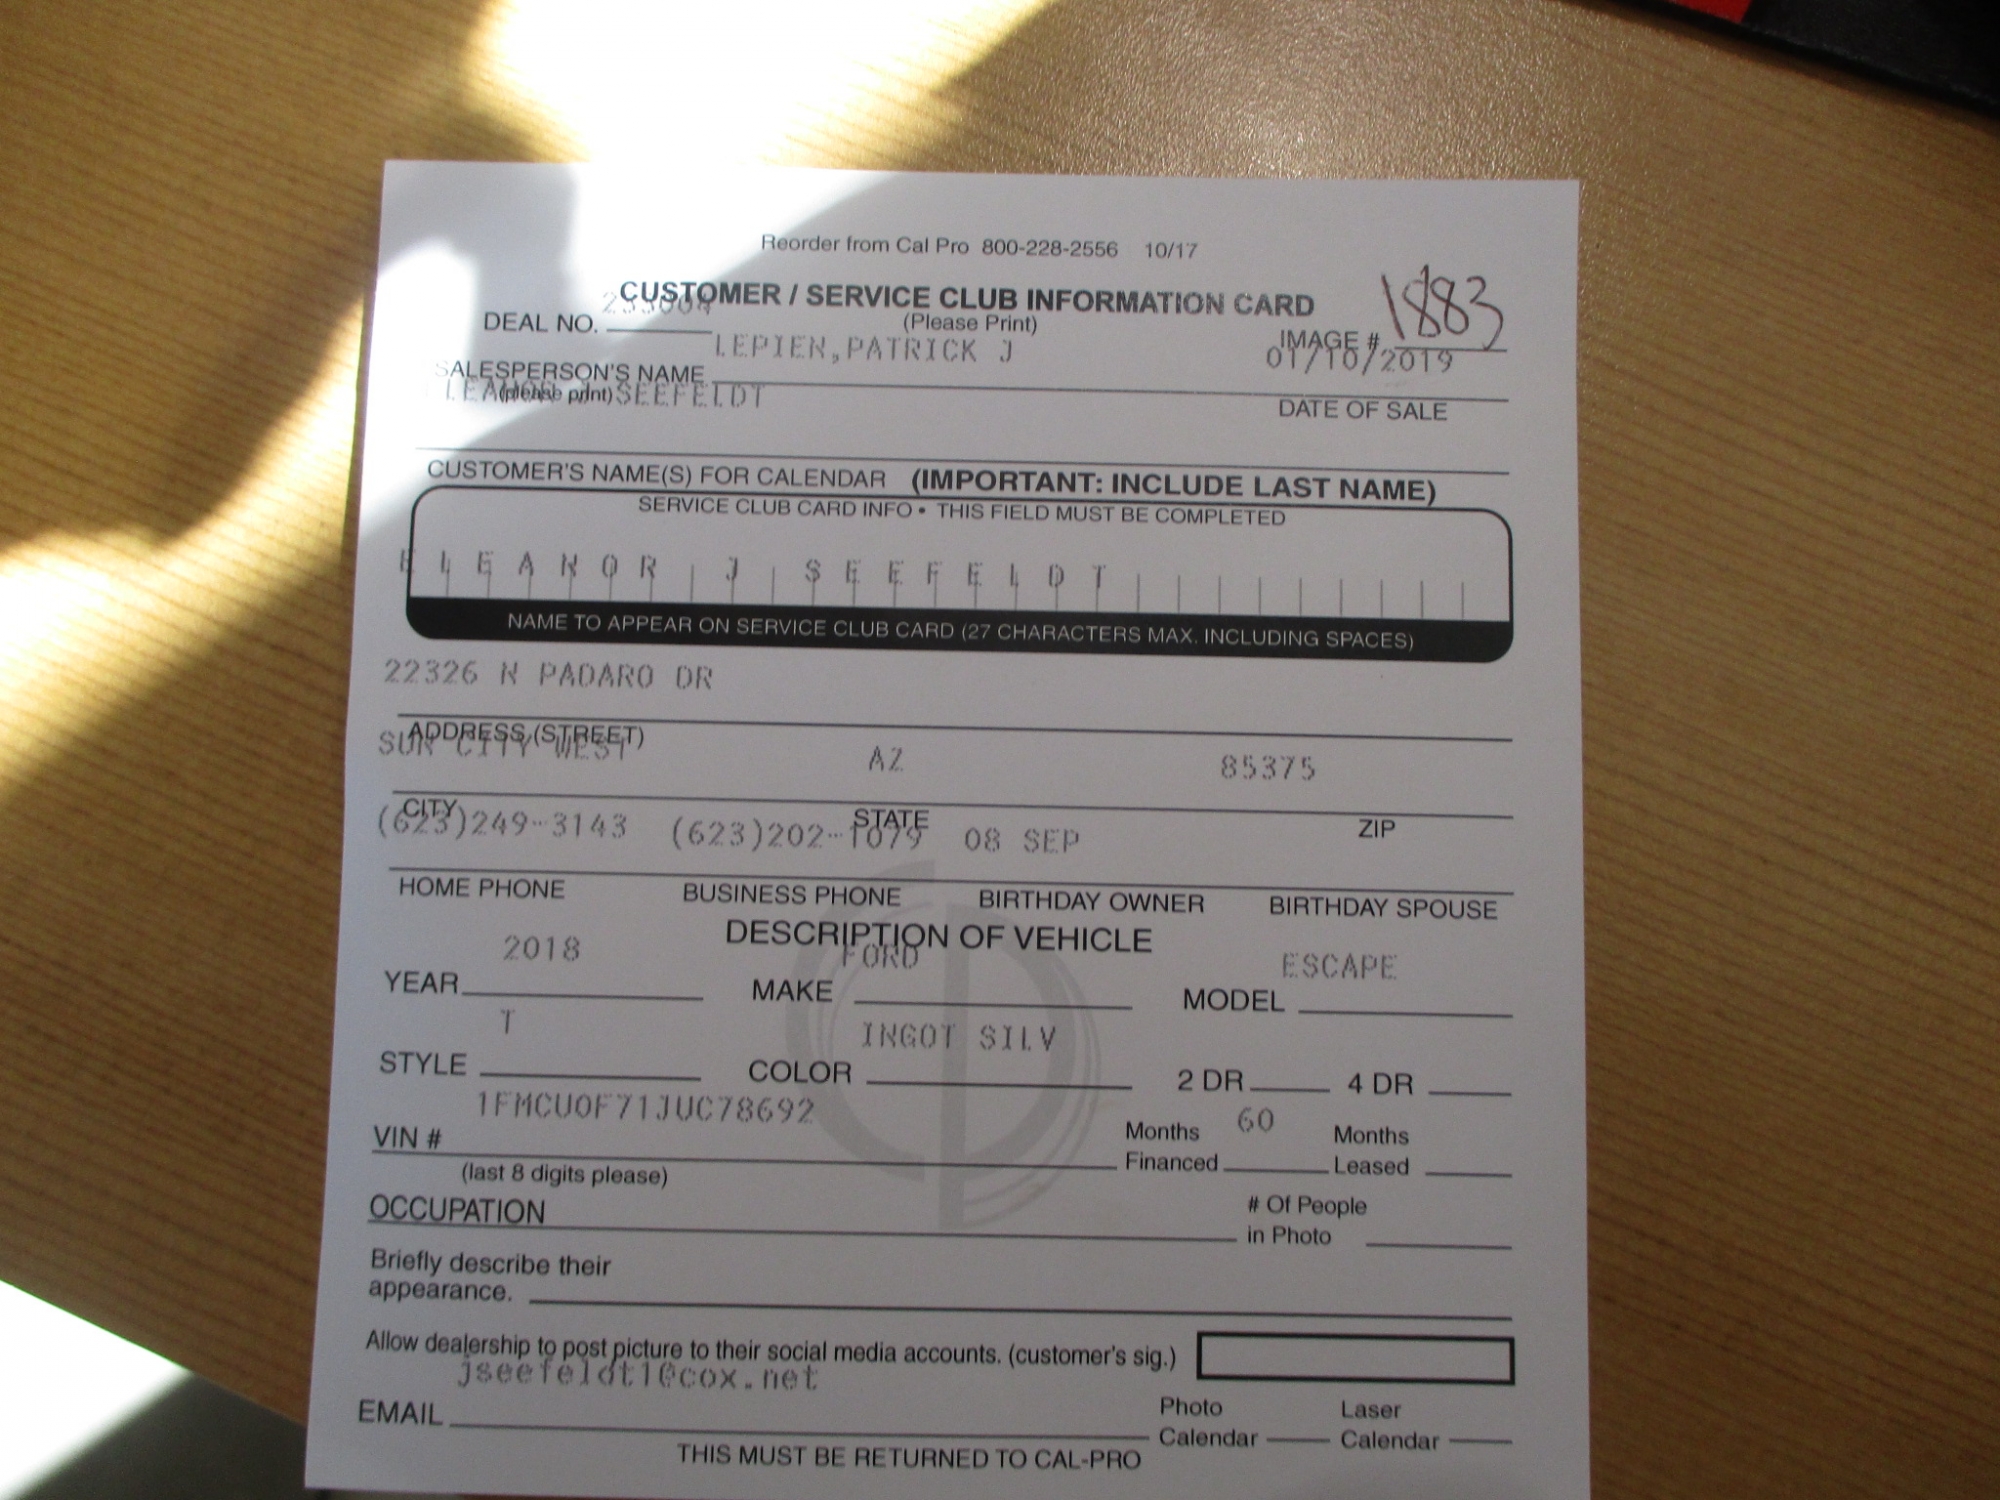 Reorder from Cal Pro 800-228-2556 10/17
CUSTOMER / SERVICE CLUB INFORMATION CARD
(Please Print)
DEAL NO.
IMAGE # 1883
LEPIEN,PATRICK J
01/10/2019
SALESPERSON'S NAME
(please print)
SEEFELDT
DATE OF SALE
CUSTOMER'S NAME(S) FOR CALENDAR (IMPORTANT: INCLUDE LAST NAME)
SERVICE CLUB CARD INFO • THIS FIELD MUST BE COMPLETED
ELEANOR J SEEFELDT
NAME TO APPEAR ON SERVICE CLUB CARD (27 CHARACTERS MAX. INCLUDING SPACES)
22326 N PADARO DR
ADDRESS (STREET)
SUN CITY WEST AZ 85375
CITY STATE ZIP
(623)249-3143 (623)202-1079 08 SEP
HOME PHONE BUSINESS PHONE BIRTHDAY OWNER BIRTHDAY SPOUSE
DESCRIPTION OF VEHICLE
2018 FORD ESCAPE
YEAR MAKE MODEL
T INGOT SILV
STYLE COLOR 2 DR 4 DR
1FMCU0F71JUC78692
VIN #
(last 8 digits please)
Months Financed 60
Months Leased
OCCUPATION
# Of People in Photo
Briefly describe their
appearance.
Allow dealership to post picture to their social media accounts. (customer's sig.)
jseefeldt1@cox.net
EMAIL
Photo Calendar
Laser Calendar
THIS MUST BE RETURNED TO CAL-PRO